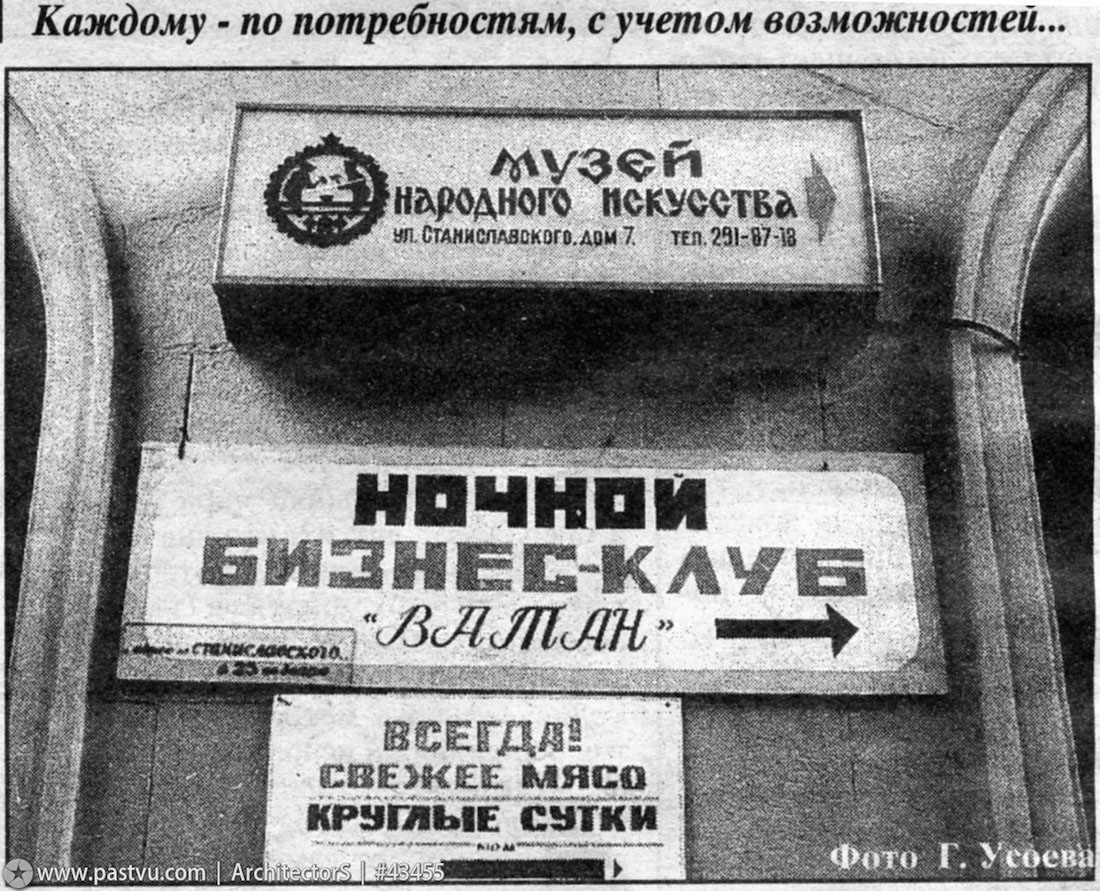 Каждому - по потребностям, с учетом возможностей...
МУЗЕЙ
НАРОДНОГО ИСКУССТВА
УЛ. СТАНИСЛАВСКОГО, ДОМ 7. ТЕЛ. 291-87-18
НОЧНОЙ
БИЗНЕС-КЛУБ
"ВАТАН"
СТАНИСЛАВСКОГО,
ВСЕГДА!
СВЕЖЕЕ МЯСО
КРУГЛЫЕ СУТКИ
Фото Г. Усоева
www.pastvu.com | ArchitectorS | #43455